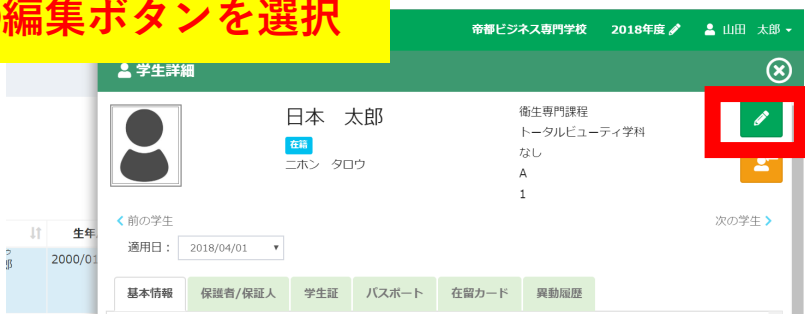 編集ボタンを選択
帝都ビジネス専門学校 2018年度 山田 太郎
学生詳細
日本 太郎
在籍
ニホン タロウ
衛生専門課程
トータルビューティ学科
なし
A
1
前の学生
次の学生
適用日： 2018/04/01
生年
郎 2000/01
基本情報 保護者/保証人 学生証 パスポート 在留カード 異動履歴